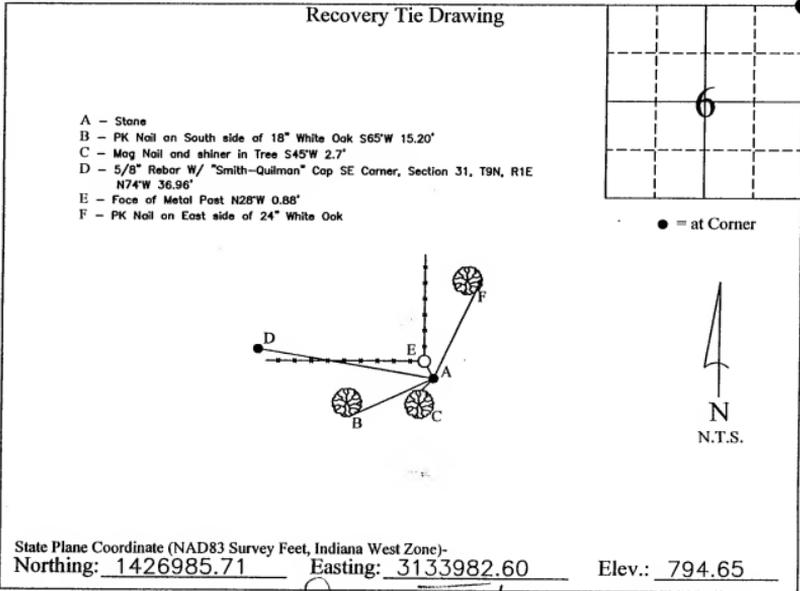 Recovery Tie Drawing
6
A – Stone
B – PK Nail on South side of 18" White Oak S65°W 15.20'
C – Mag Nail and shiner in Tree S45°W 2.7'
D – 5/8" Rebar W/ "Smith-Quilman" Cap SE Corner, Section 31, T9N, R1E
N74°W 36.96'
E – Face of Metal Post N28°W 0.88'
F – PK Nail on East side of 24" White Oak
● = at Corner
F
D
E
A
B
C
N
N.T.S.
State Plane Coordinate (NAD83 Survey Feet, Indiana West Zone)-
Northing: 1426985.71 Easting: 3133982.60 Elev.: 794.65